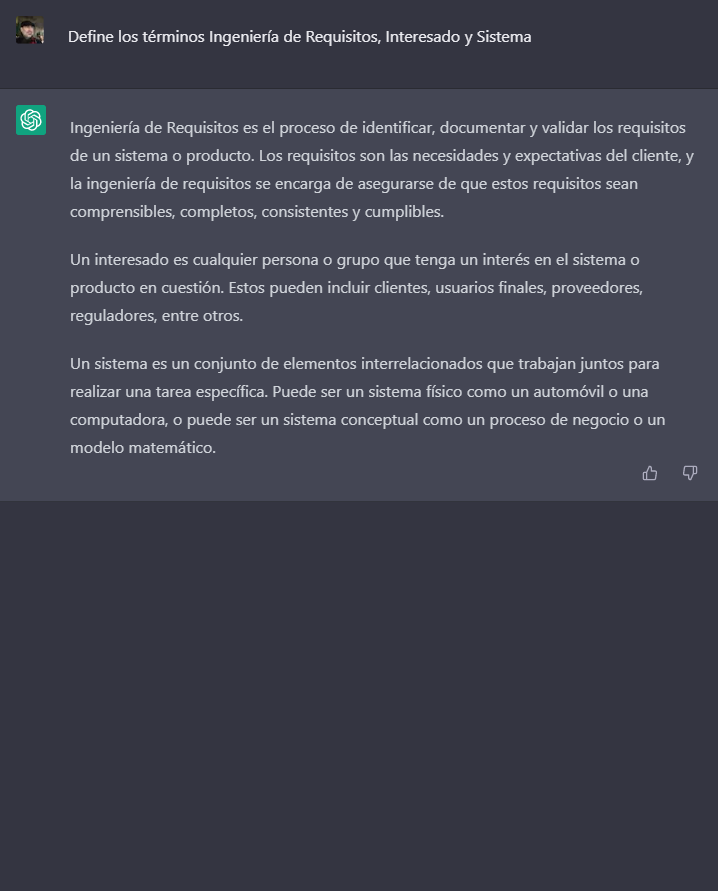 Define los términos Ingeniería de Requisitos, Interesado y Sistema
Ingeniería de Requisitos es el proceso de identificar, documentar y validar los requisitos
de un sistema o producto. Los requisitos son las necesidades y expectativas del cliente, y
la ingeniería de requisitos se encarga de asegurarse de que estos requisitos sean
comprensibles, completos, consistentes y cumplibles.
Un interesado es cualquier persona o grupo que tenga un interés en el sistema o
producto en cuestión. Estos pueden incluir clientes, usuarios finales, proveedores,
reguladores, entre otros.
Un sistema es un conjunto de elementos interrelacionados que trabajan juntos para
realizar una tarea específica. Puede ser un sistema físico como un automóvil o una
computadora, o puede ser un sistema conceptual como un proceso de negocio o un
modelo matemático.